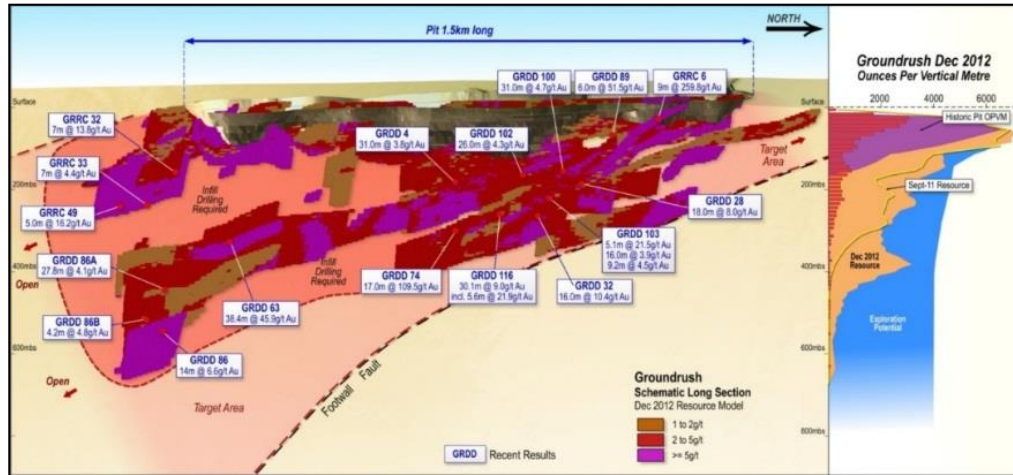 Pit 1.5km long
NORTH
Groundrush Dec 2012
Ounces Per Vertical Metre
2000
4000
6000
Historic Pit OPVM
Sept-11 Resource
Dec 2012
Resource
Exploration
Potential
Surface
200mbs
400mbs
600mbs
Surface
200mbs
400mbs
600mbs
800mbs
GRRC 32
7m @ 13.8g/t Au
GRRC 33
7m @ 4.4g/t Au
GRRC 49
5.0m @ 16.2g/t Au
GRDD 86A
27.8m @ 4.1g/t Au
GRDD 86B
4.2m @ 4.8g/t Au
GRDD 86
14m @ 6.6g/t Au
GRDD 63
38.4m @ 45.9g/t Au
GRDD 4
31.0m @ 3.8g/t Au
GRDD 100
31.0m @ 4.7g/t Au
GRDD 89
6.0m @ 51.5g/t Au
GRRC 6
9m @ 259.8g/t Au
GRDD 102
26.0m @ 4.3g/t Au
GRDD 28
18.0m @ 8.0g/t Au
GRDD 103
5.1m @ 21.5g/t Au
16.0m @ 3.9g/t Au
9.2m @ 4.5g/t Au
GRDD 32
16.0m @ 10.4g/t Au
GRDD 116
30.1m @ 9.0g/t Au
incl. 5.6m @ 21.9g/t Au
GRDD 74
17.0m @ 109.5g/t Au
Infill
Drilling
Required
Infill
Drilling
Required
Target
Area
Open
Open
Target Area
Footwall Fault
Groundrush
Schematic Long Section
Dec 2012 Resource Model
1 to 2g/t
2 to 5g/t
>= 5g/t
GRDD
Recent Results